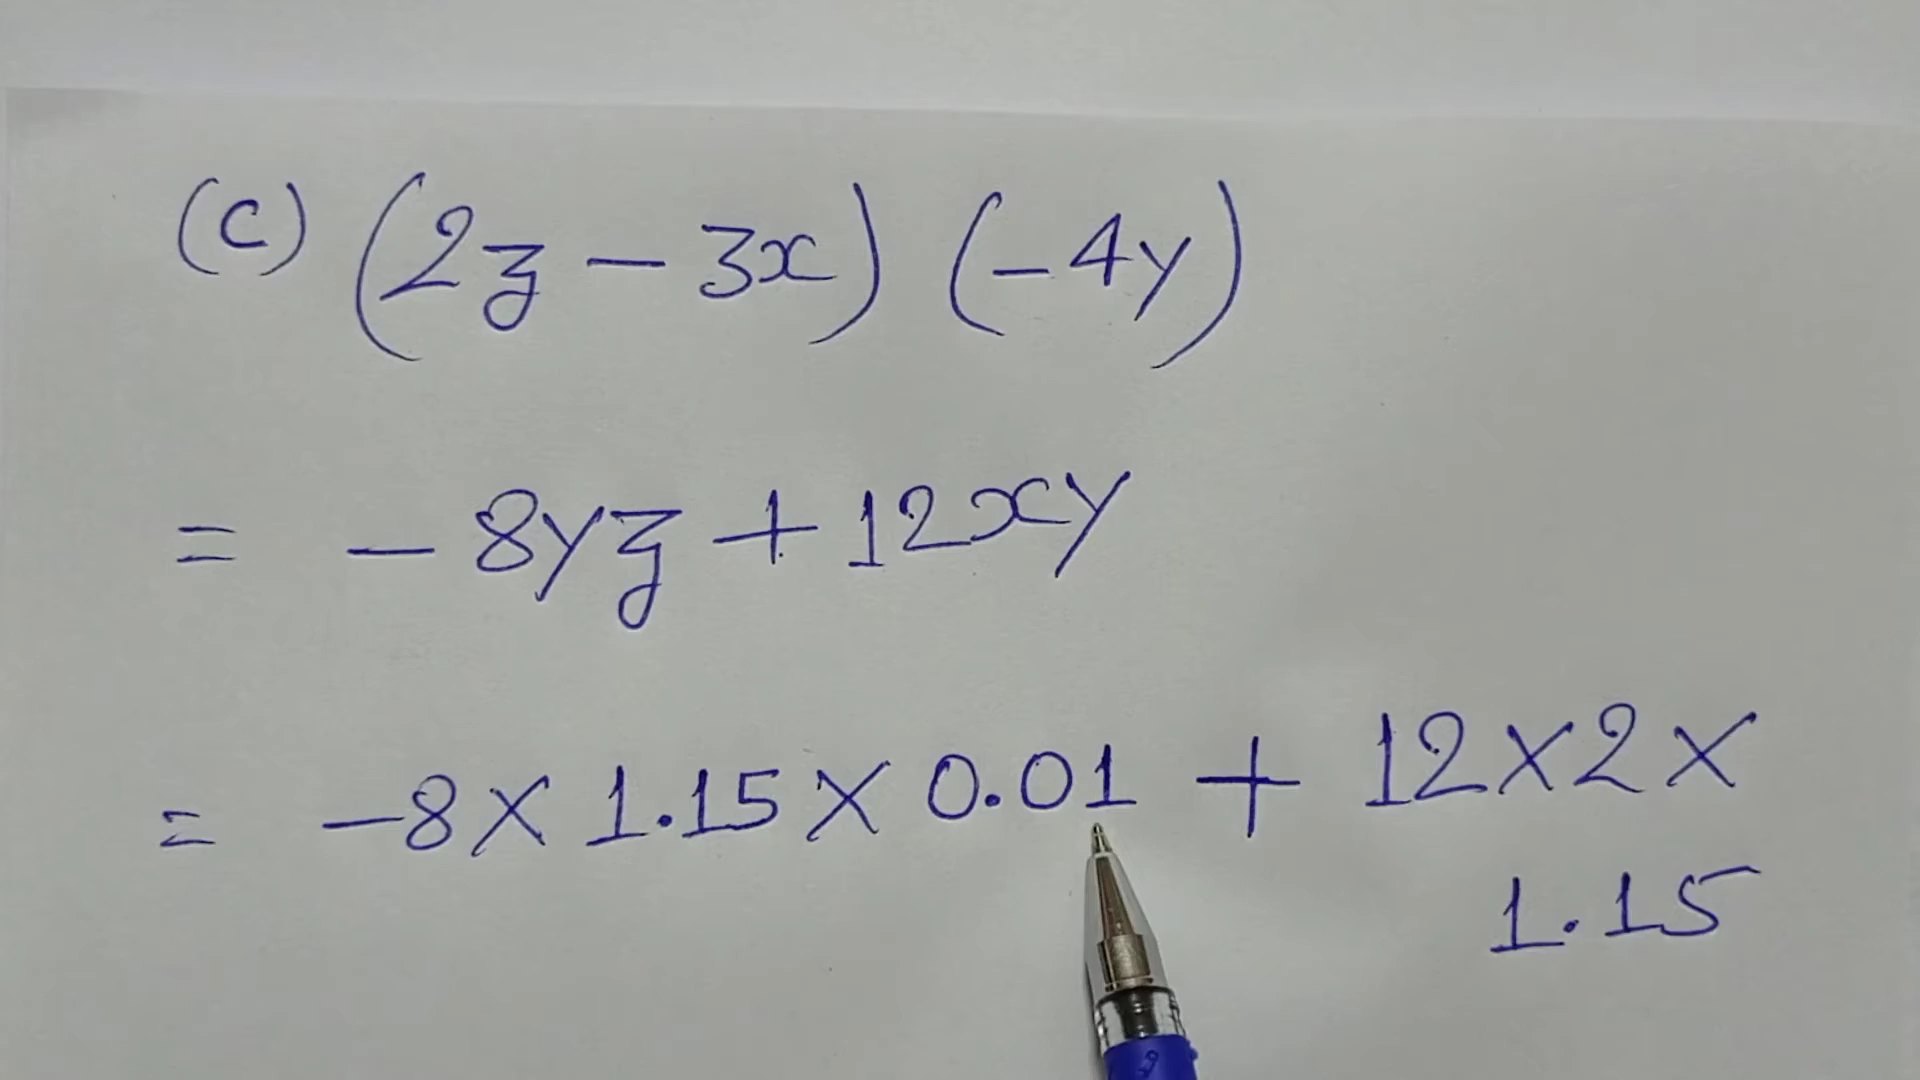 (C) (2z - 3x) (-4y)
= - 8yz + 12xy
= -8 X 1.15 X 0.01 + 12 X 2 X
1.15